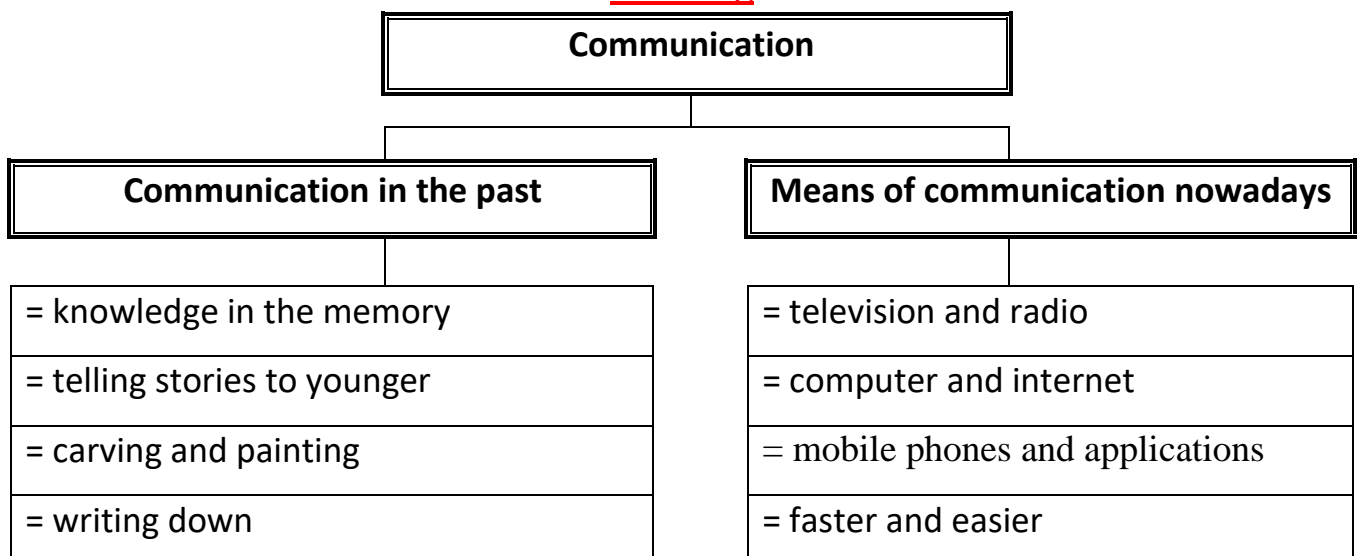 Communication
Communication in the past
Means of communication nowadays
= knowledge in the memory
= telling stories to younger
= carving and painting
= writing down
= television and radio
= computer and internet
= mobile phones and applications
= faster and easier